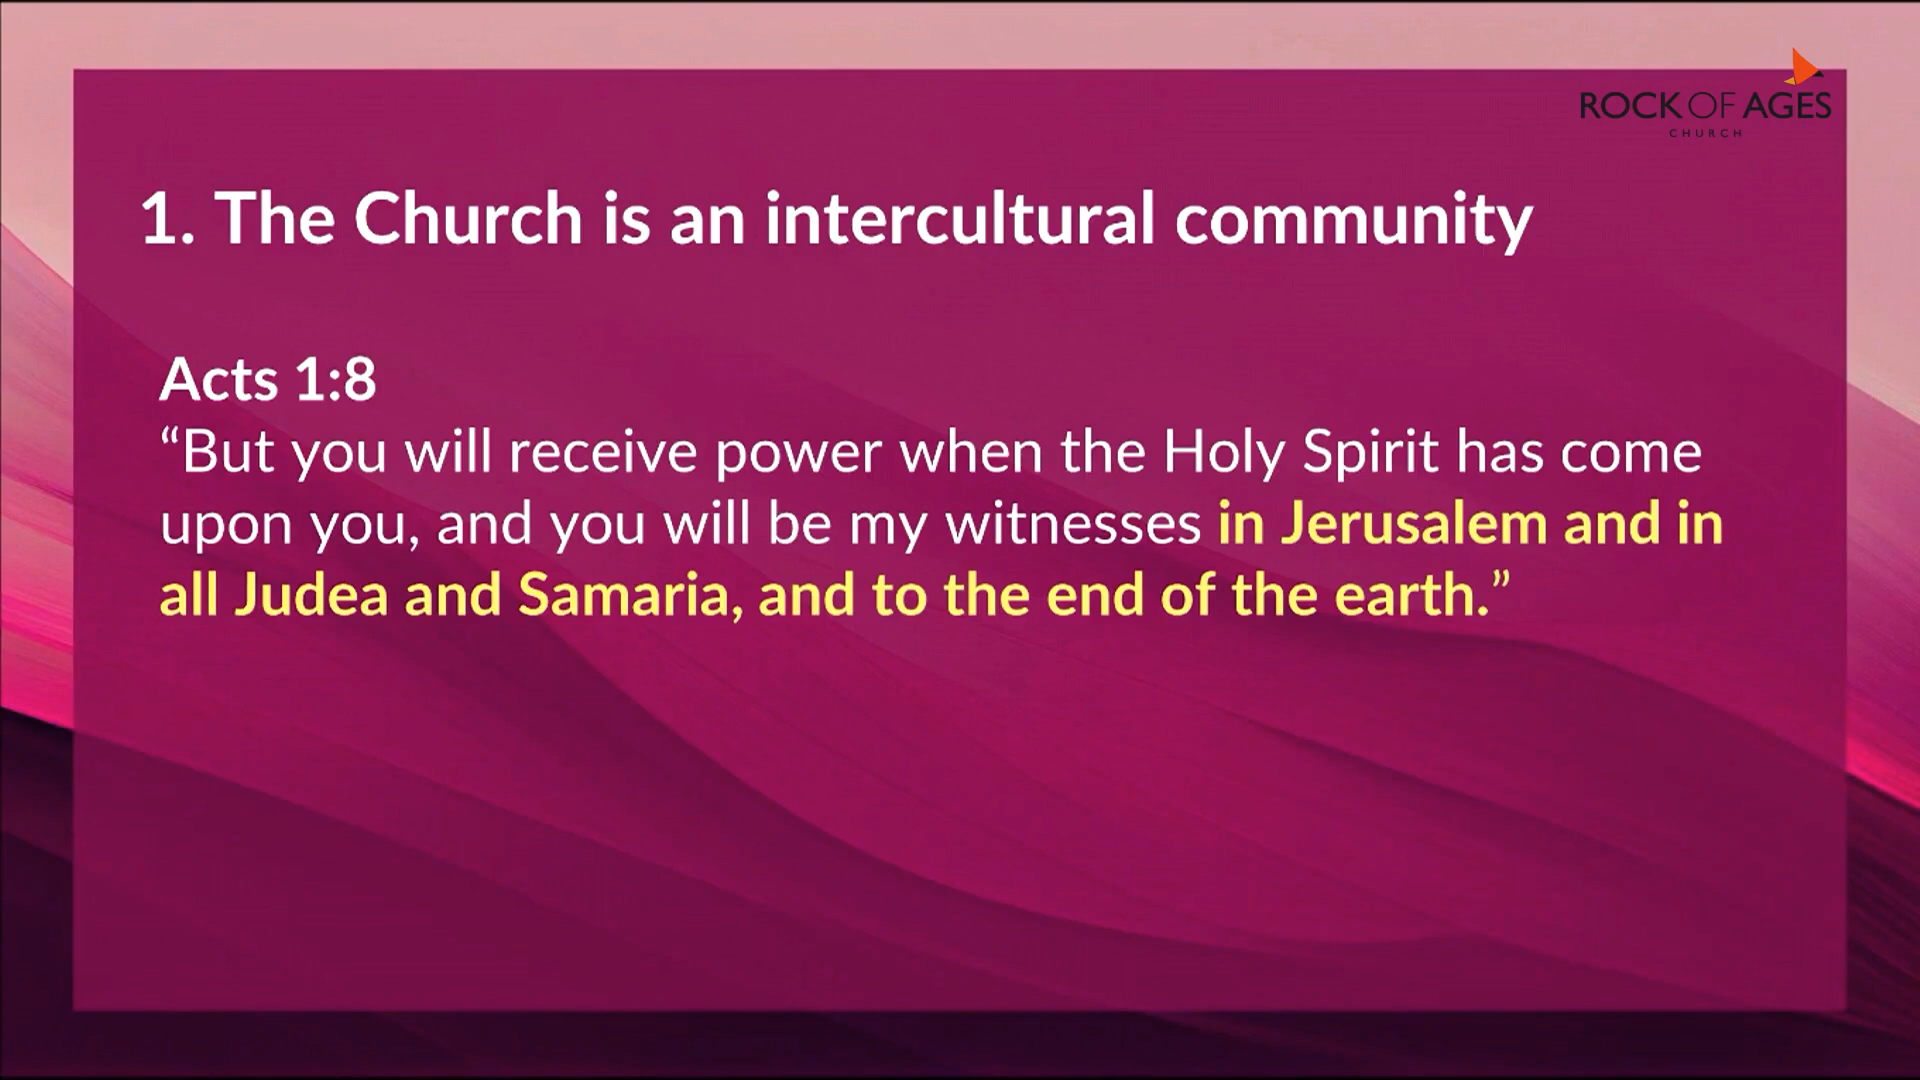 ROCK OF AGES
CHURCH
1. The Church is an intercultural community
Acts 1:8
“But you will receive power when the Holy Spirit has come
upon you, and you will be my witnesses in Jerusalem and in
all Judea and Samaria, and to the end of the earth.”